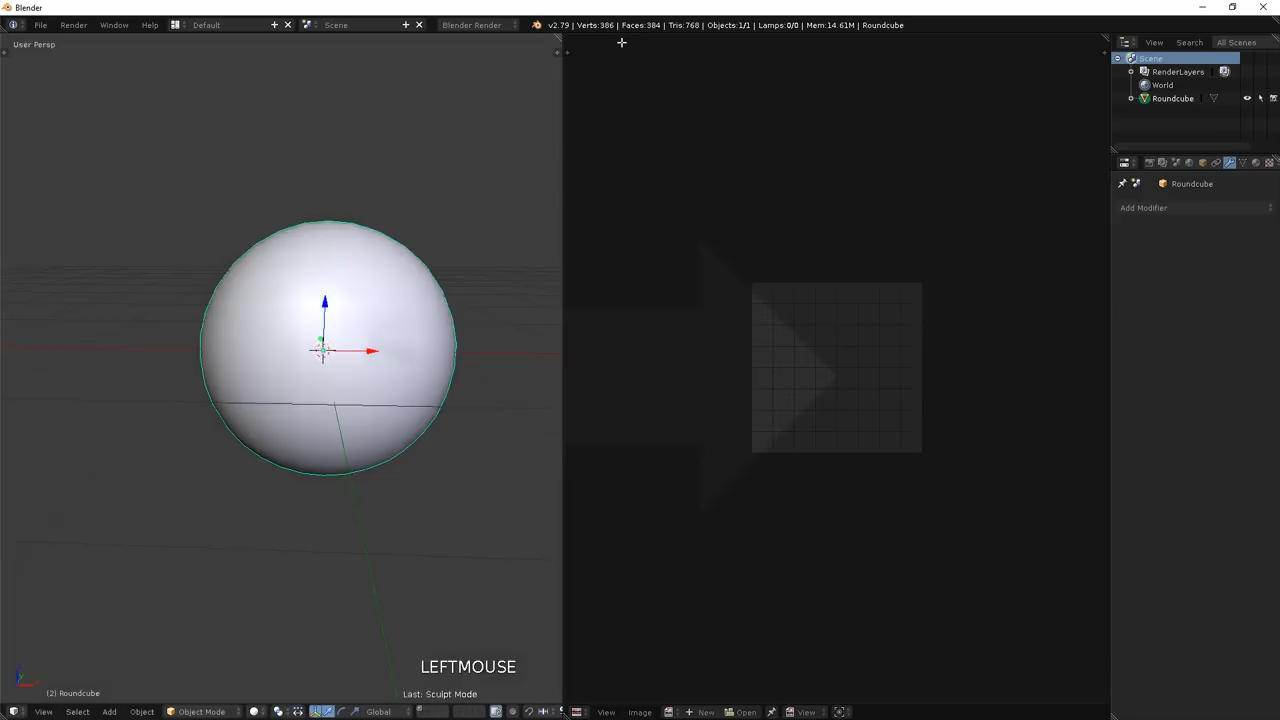 Blender
File Render Window Help Default Scene Blender Render v2.79 | Verts:386 | Faces:384 | Tris:768 | Objects:1/1 | Lamps:0/0 | Mem:14.61M | Roundcube
User Persp
View Search All Scenes
Scene
RenderLayers
World
Roundcube
Roundcube
Add Modifier
LEFTMOUSE
(2) Roundcube
Last: Sculpt Mode
View Select Add Object Object Mode Global
View Image New Open View